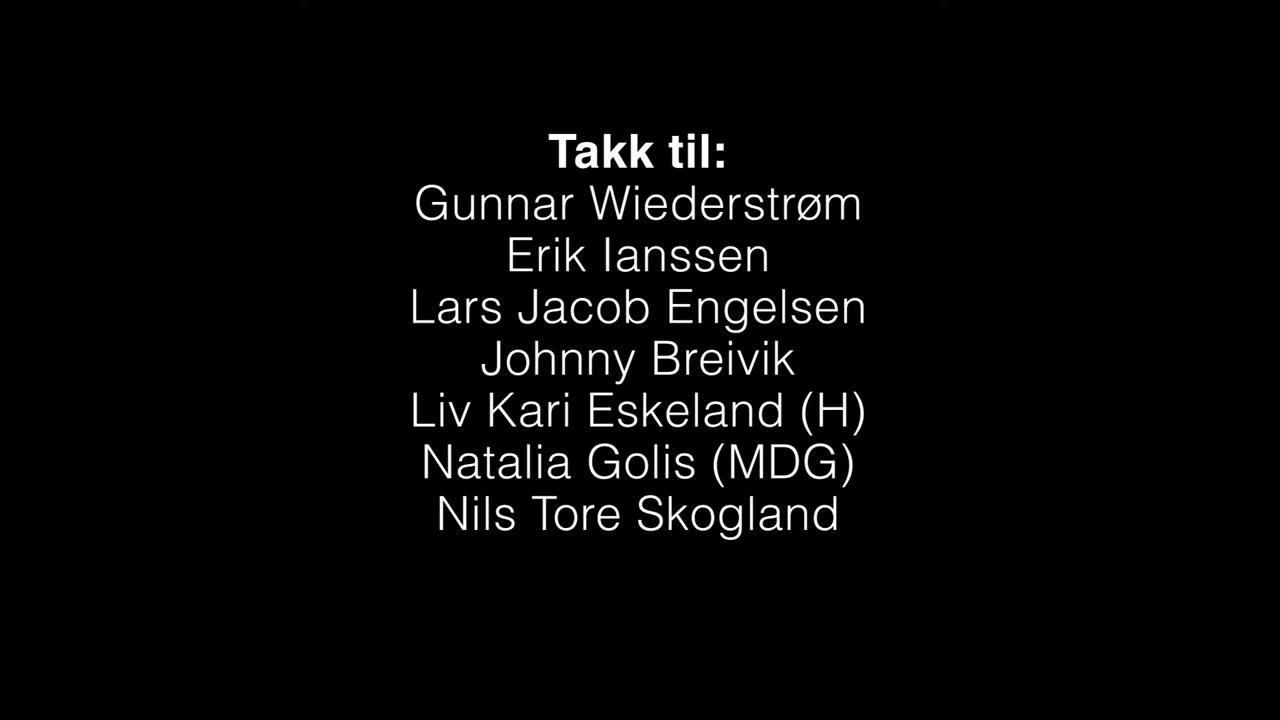 Takk til:
Gunnar Wiederstrøm
Erik Ianssen
Lars Jacob Engelsen
Johnny Breivik
Liv Kari Eskeland (H)
Natalia Golis (MDG)
Nils Tore Skogland